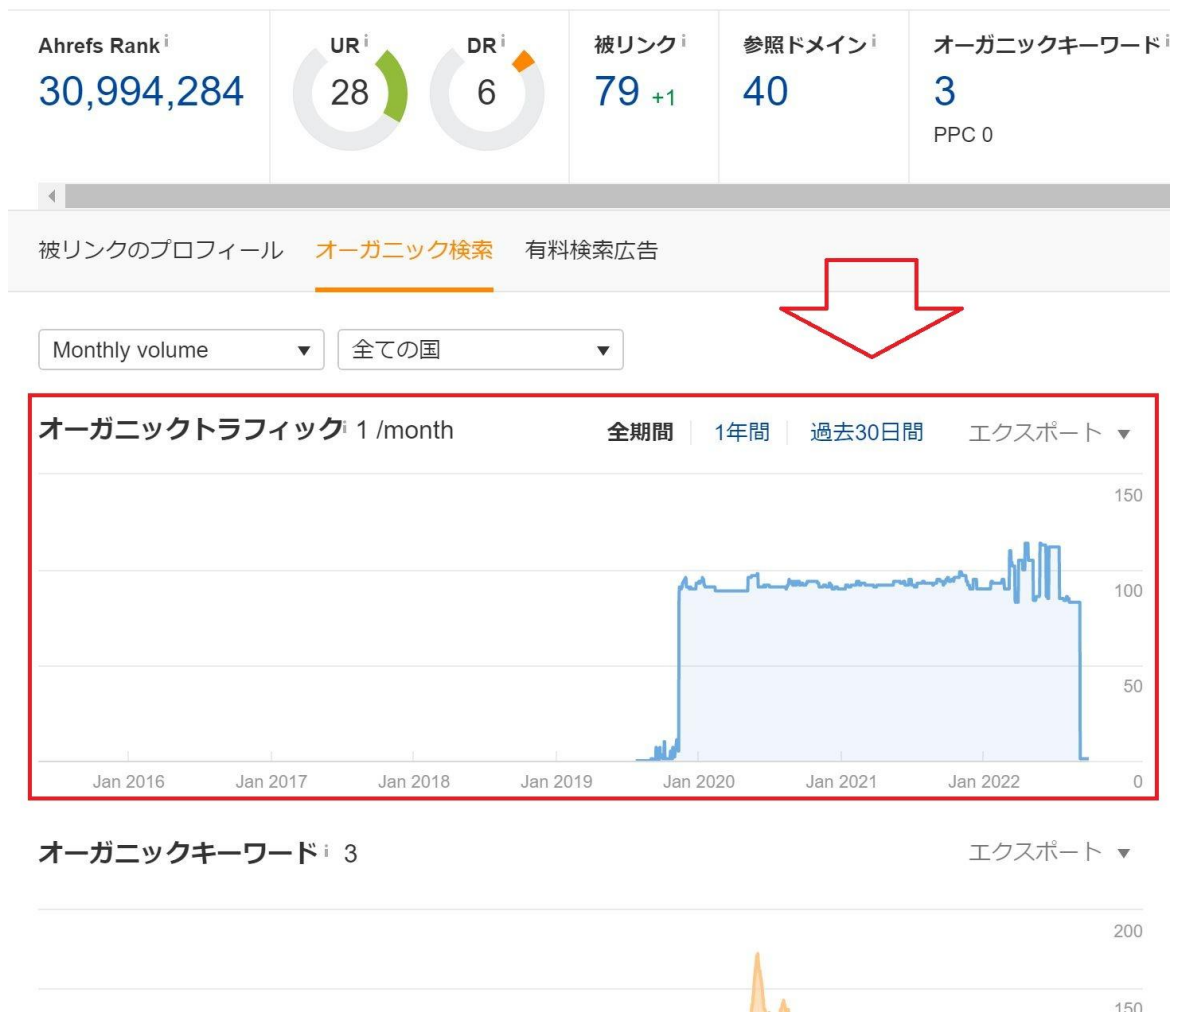 Ahrefs Rank i
UR i
DR i
被リンク i
参照ドメイン i
オーガニックキーワード i
30,994,284
28
6
79 +1
40
3
PPC 0
被リンクのプロフィール
オーガニック検索
有料検索広告
Monthly volume
全ての国
オーガニックトラフィック i 1 /month
全期間
1年間
過去30日間
エクスポート
150
100
50
0
Jan 2016
Jan 2017
Jan 2018
Jan 2019
Jan 2020
Jan 2021
Jan 2022
オーガニックキーワード i 3
エクスポート
200
150